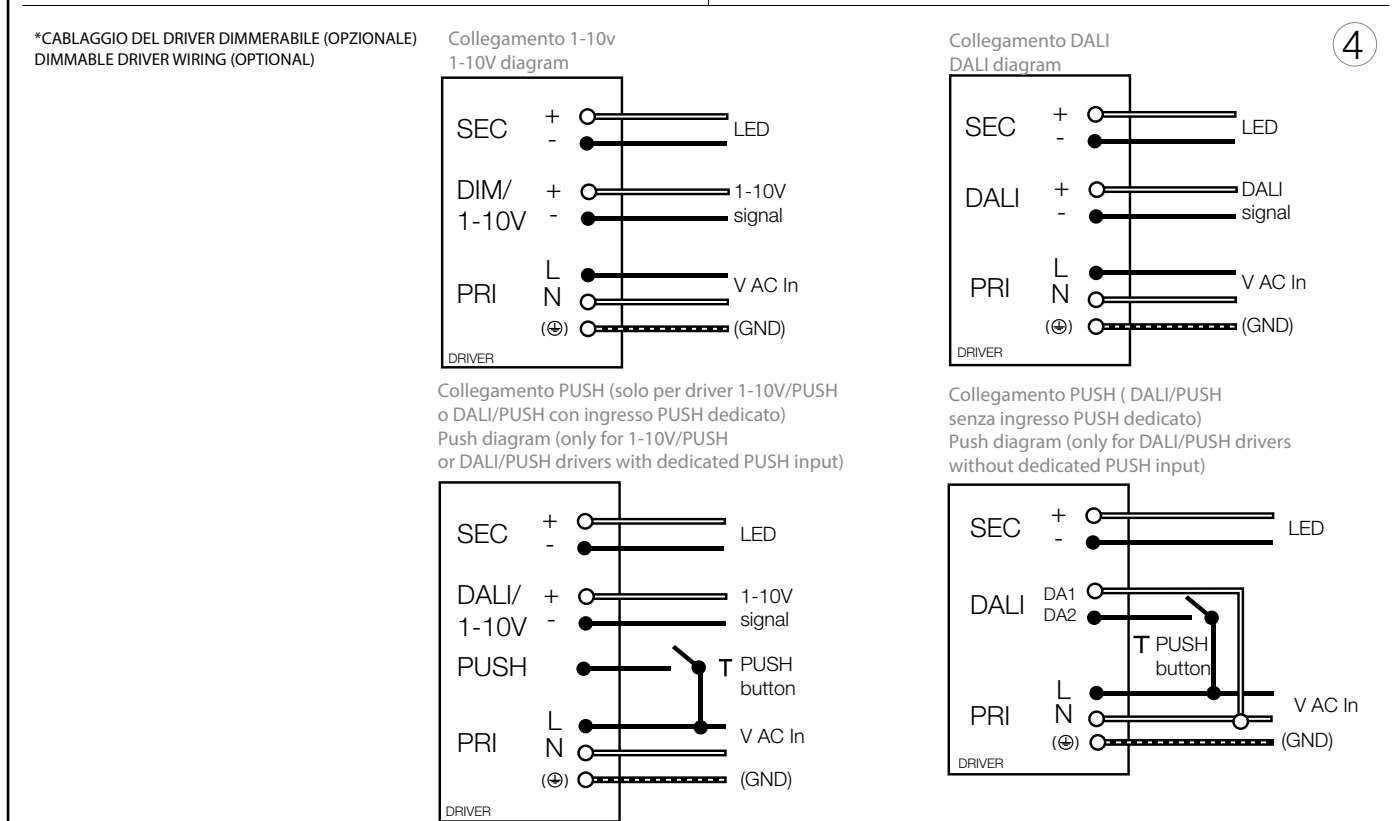 *CABLAGGIO DEL DRIVER DIMMERABILE (OPZIONALE)
DIMMABLE DRIVER WIRING (OPTIONAL)
4
Collegamento 1-10v
1-10V diagram
SEC + -
LED
DIM/
1-10V + -
1-10V
signal
PRI
L
N
(⏚)
V AC In
(GND)
DRIVER
Collegamento DALI
DALI diagram
SEC + -
LED
DALI + -
DALI
signal
PRI
L
N
(⏚)
V AC In
(GND)
DRIVER
Collegamento PUSH (solo per driver 1-10V/PUSH
o DALI/PUSH con ingresso PUSH dedicato)
Push diagram (only for 1-10V/PUSH
or DALI/PUSH drivers with dedicated PUSH input)
SEC + -
LED
DALI/
1-10V + -
1-10V
signal
PUSH
T PUSH
button
PRI
L
N
(⏚)
V AC In
(GND)
DRIVER
Collegamento PUSH ( DALI/PUSH
senza ingresso PUSH dedicato)
Push diagram (only for DALI/PUSH drivers
without dedicated PUSH input)
SEC + -
LED
DALI
DA1
DA2
T PUSH
button
PRI
L
N
(⏚)
V AC In
(GND)
DRIVER